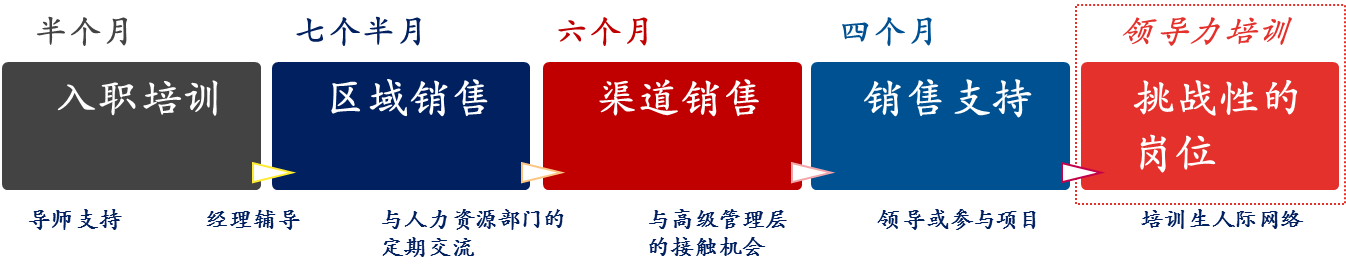 半个月
七个半月
六个月
四个月
领导力培训
入职培训
区域销售
渠道销售
销售支持
挑战性的
岗位
导师支持
经理辅导
与人力资源部门的
定期交流
与高级管理层
的接触机会
领导或参与项目
培训生人际网络